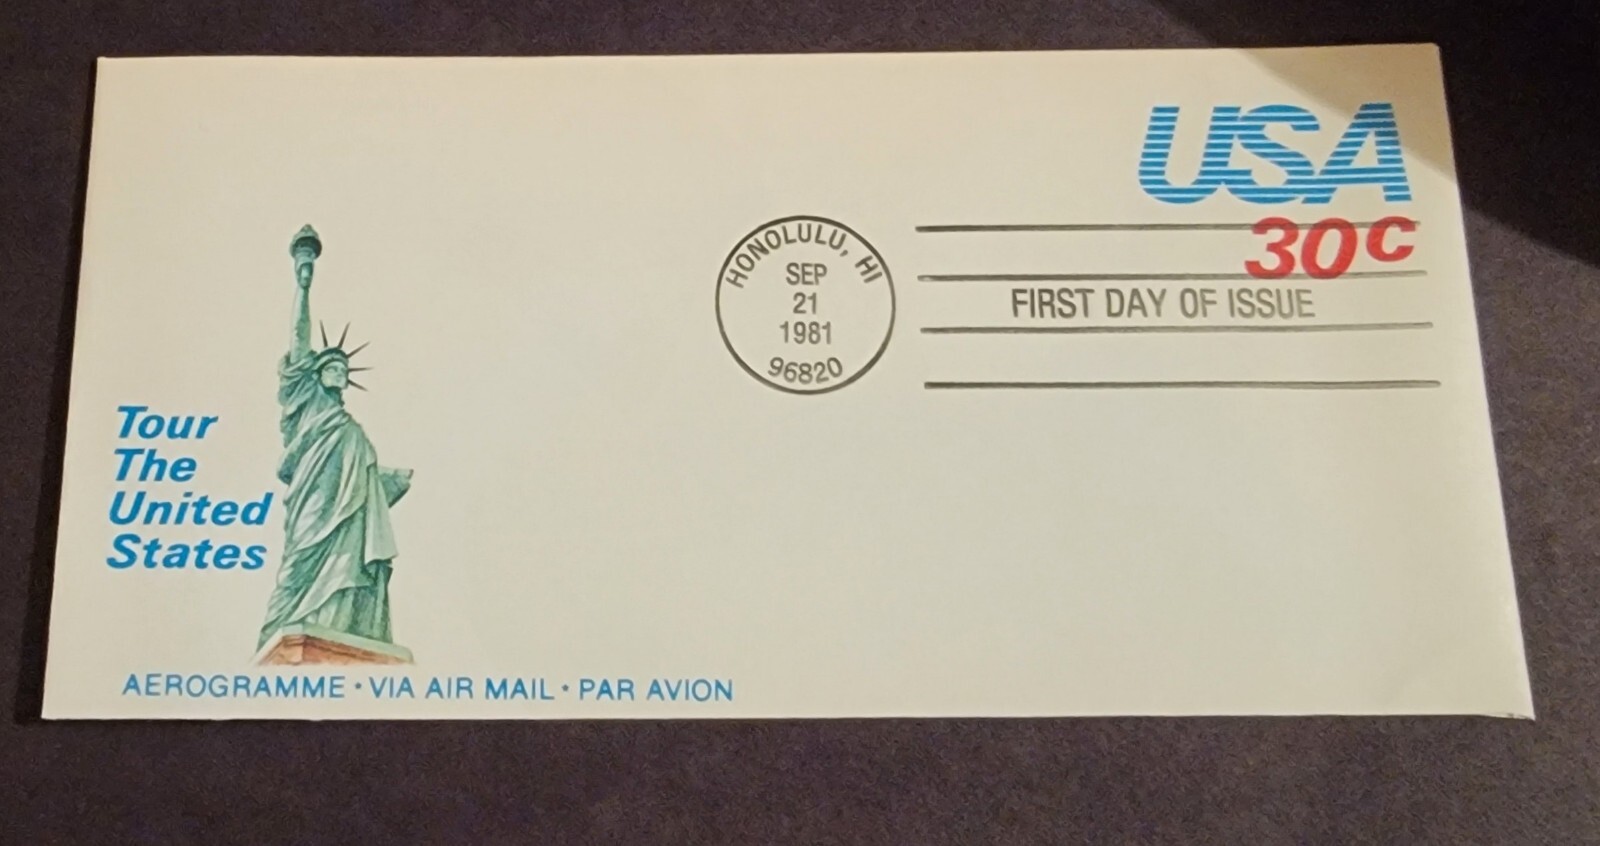 USA
30c
HONOLULU, HI
SEP
21
1981
96820
FIRST DAY OF ISSUE
Tour
The
United
States
AEROGRAMME • VIA AIR MAIL • PAR AVION